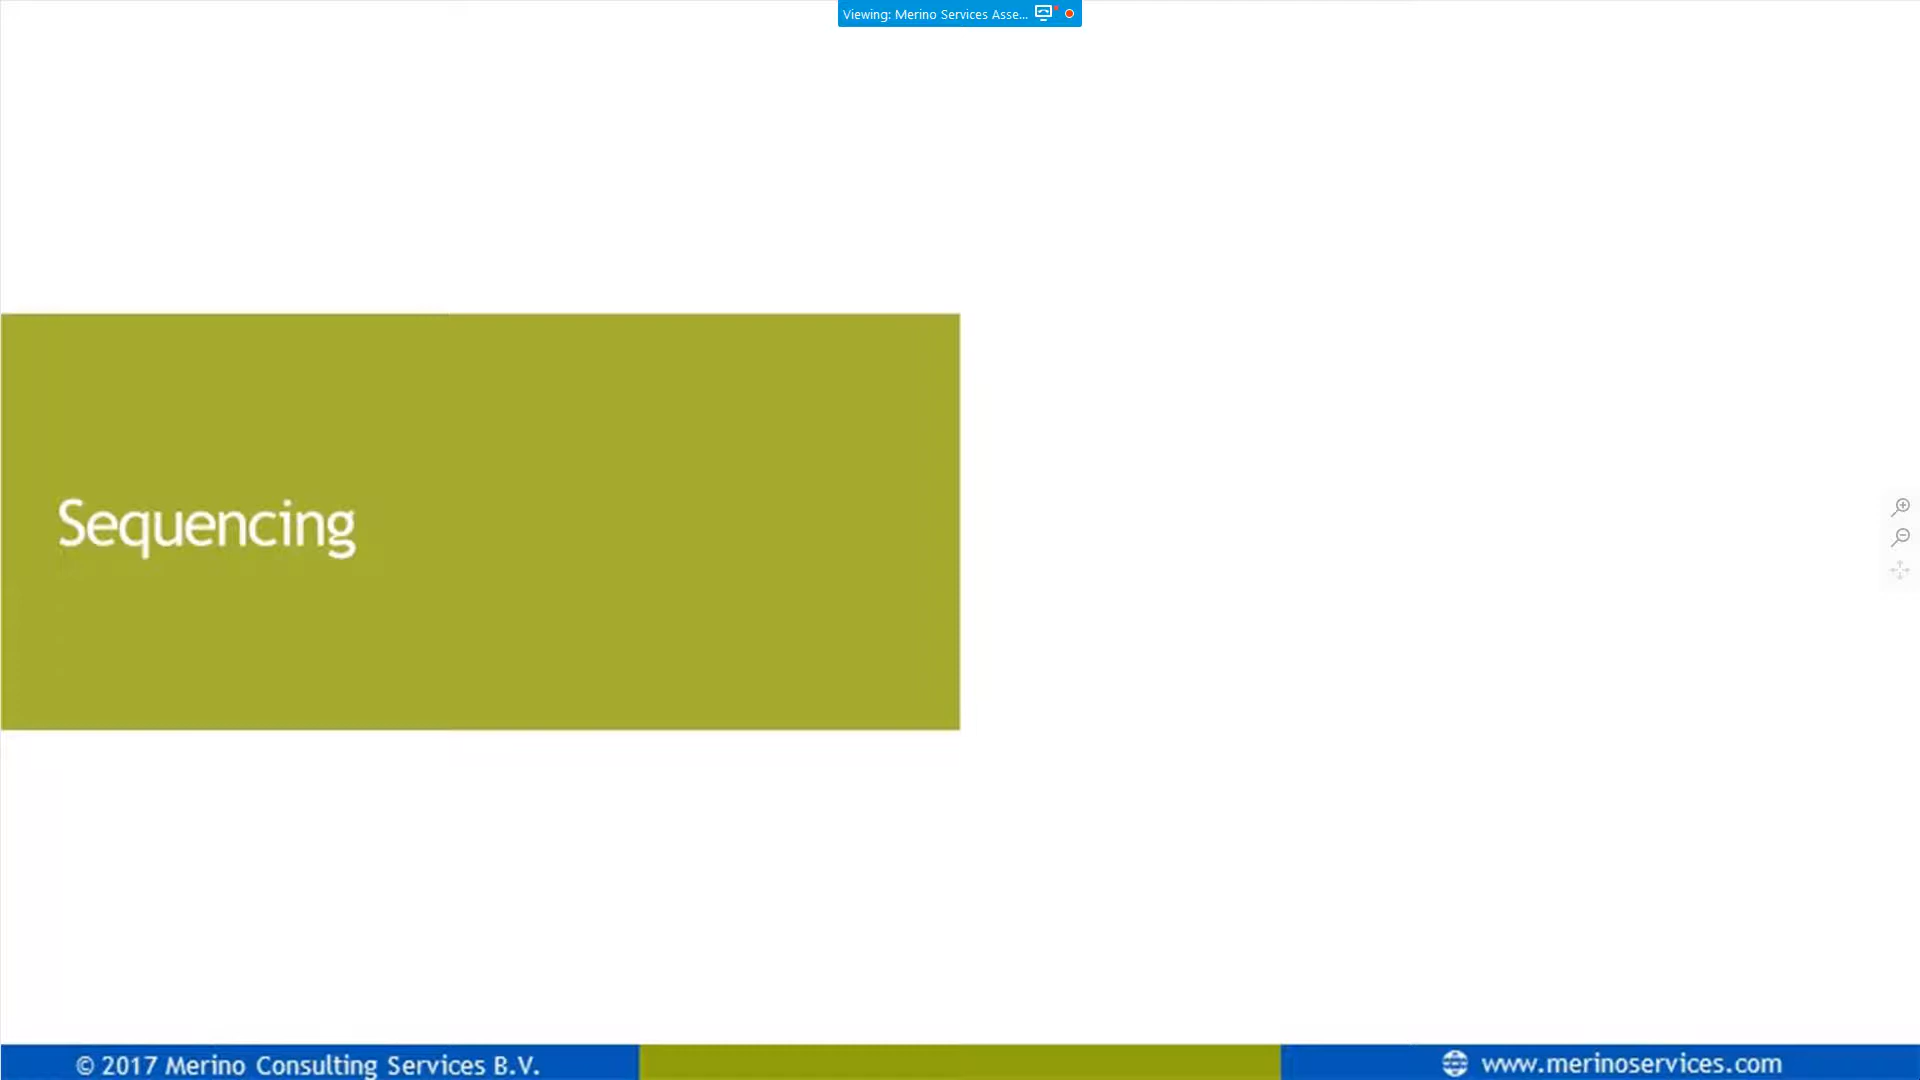 Viewing: Merino Services Asse...
Sequencing
© 2017 Merino Consulting Services B.V.
www.merinoservices.com